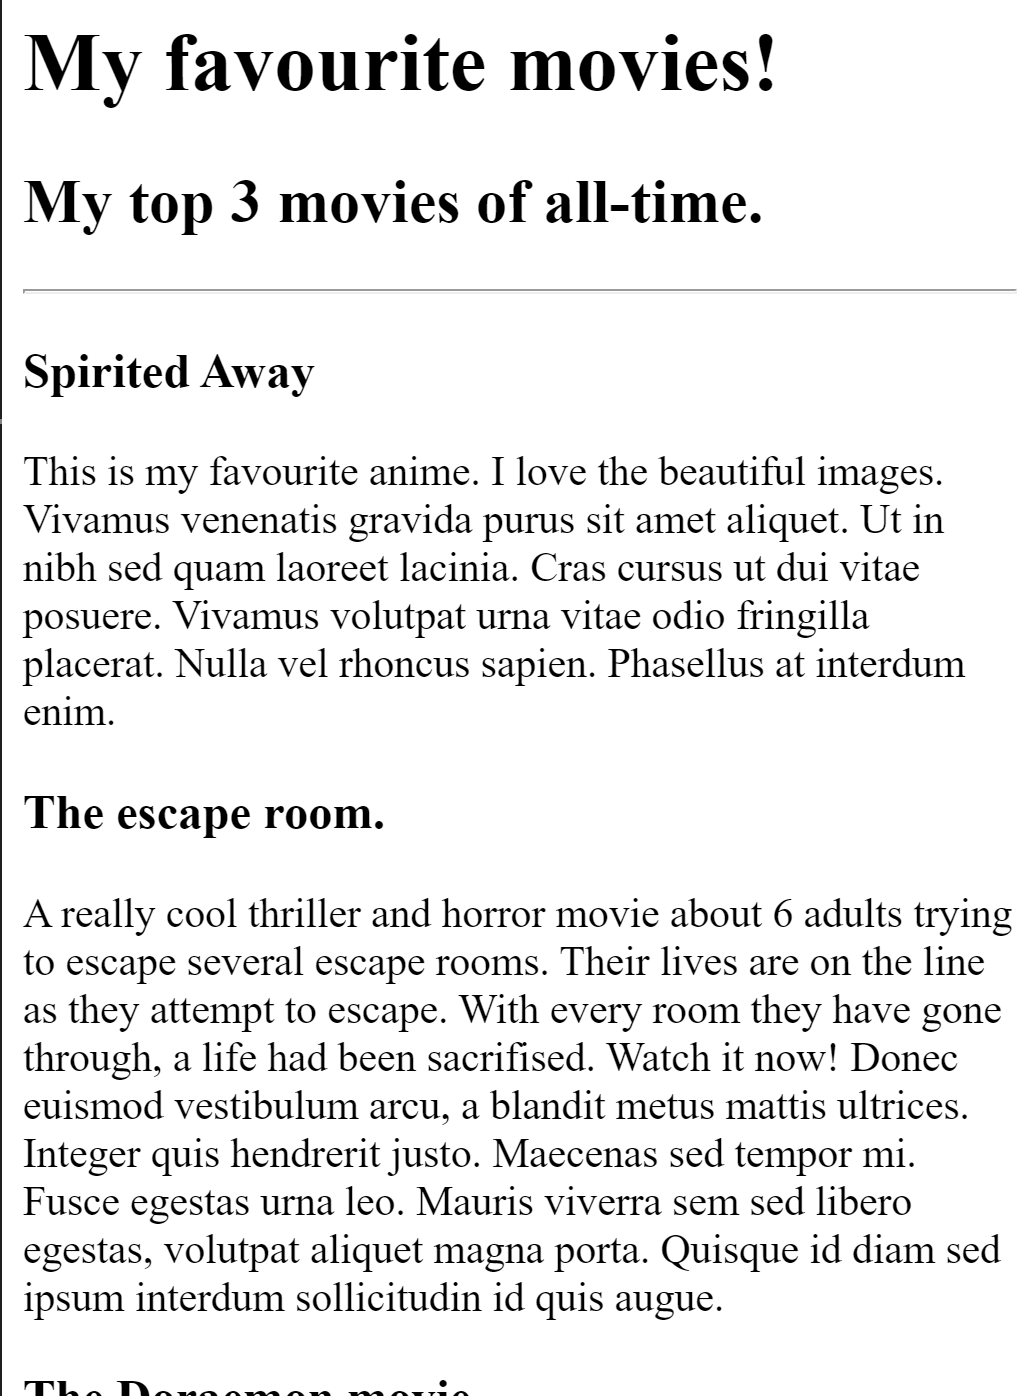 My favourite movies!
My top 3 movies of all-time.
Spirited Away
This is my favourite anime. I love the beautiful images.
Vivamus venenatis gravida purus sit amet aliquet. Ut in
nibh sed quam laoreet lacinia. Cras cursus ut dui vitae
posuere. Vivamus volutpat urna vitae odio fringilla
placerat. Nulla vel rhoncus sapien. Phasellus at interdum
enim.
The escape room.
A really cool thriller and horror movie about 6 adults trying
to escape several escape rooms. Their lives are on the line
as they attempt to escape. With every room they have gone
through, a life had been sacrifised. Watch it now! Donec
euismod vestibulum arcu, a blandit metus mattis ultrices.
Integer quis hendrerit justo. Maecenas sed tempor mi.
Fusce egestas urna leo. Mauris viverra sem sed libero
egestas, volutpat aliquet magna porta. Quisque id diam sed
ipsum interdum sollicitudin id quis augue.
The Doraemon movie